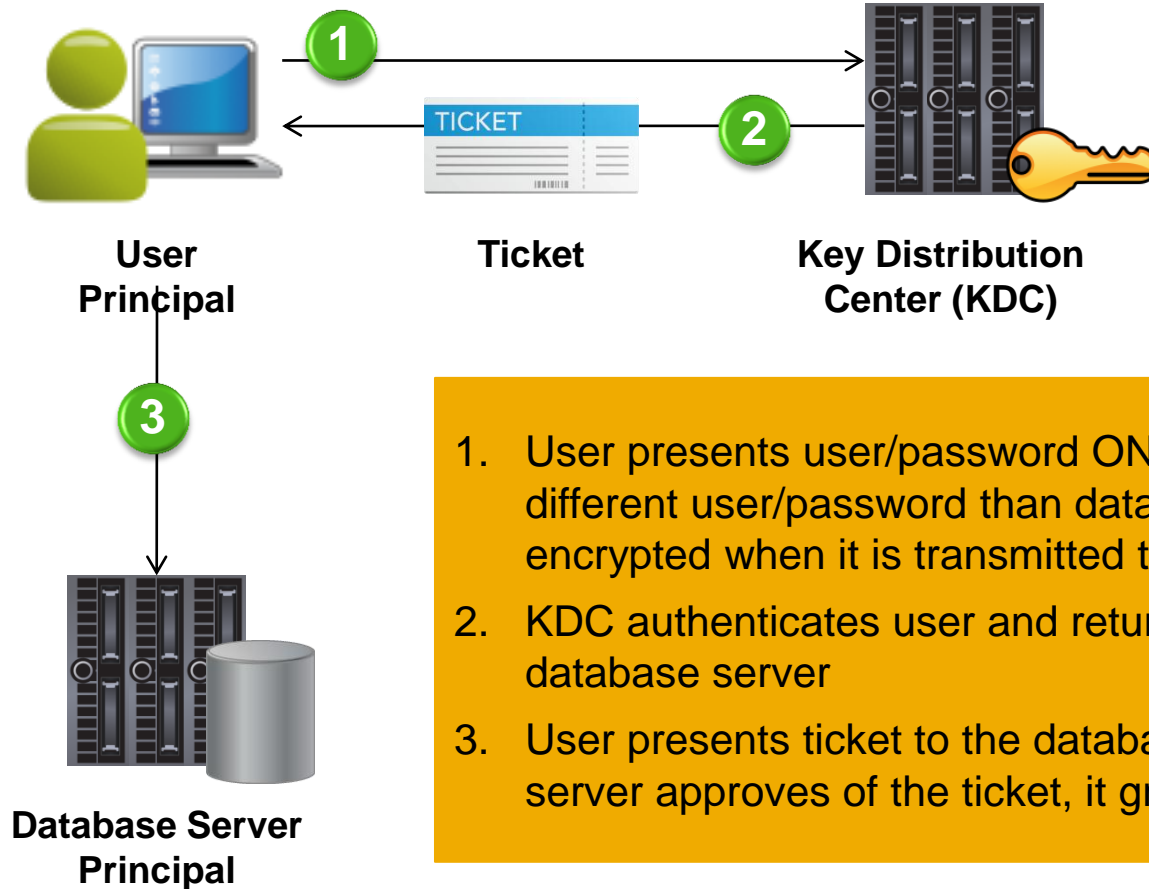 1
TICKET
2
User
Principal
Ticket
Key Distribution
Center (KDC)
3
1. User presents user/password
different user/password than
encrypted when it is transmitted
2. KDC authenticates user and
database server
3. User presents ticket to the
server approves of the ticket, it
Database Server
Principal